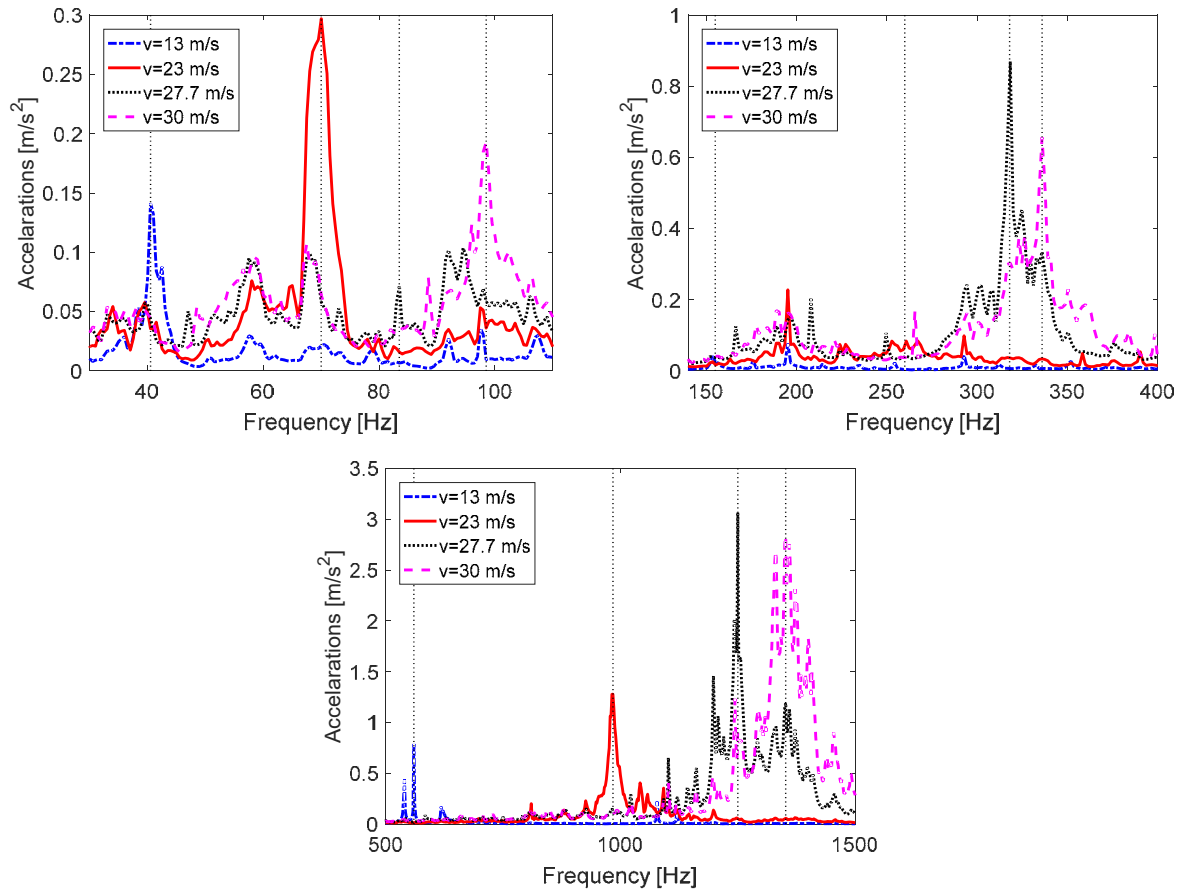 0.3
0.25
0.2
0.15
0.1
0.05
0
Accelarations [m/s²]
v=13 m/s
v=23 m/s
v=27.7 m/s
v=30 m/s
40 60 80 100
Frequency [Hz]
1
0.8
0.6
0.4
0.2
0
Accelarations [m/s²]
v=13 m/s
v=23 m/s
v=27.7 m/s
v=30 m/s
150 200 250 300 350 400
Frequency [Hz]
3.5
3
2.5
2
1.5
1
0.5
0
Accelarations [m/s²]
v=13 m/s
v=23 m/s
v=27.7 m/s
v=30 m/s
500 1000 1500
Frequency [Hz]